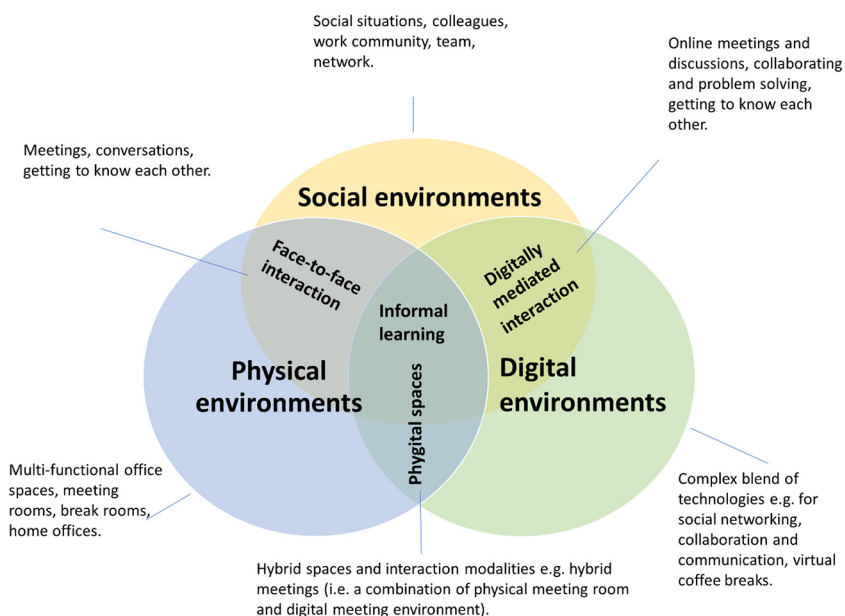 Social situations, colleagues,
work community, team,
network.
Online meetings and
discussions, collaborating
and problem solving,
getting to know each
other.
Meetings, conversations,
getting to know each other.
Social environments
Face-to-face
interaction
Digitally
mediated
interaction
Informal
learning
Physical
environments
Digital
environments
Phygital spaces
Multi-functional office
spaces, meeting
rooms, break rooms,
home offices.
Complex blend of
technologies e.g. for
social networking,
collaboration and
communication, virtual
coffee breaks.
Hybrid spaces and interaction modalities e.g. hybrid
meetings (i.e. a combination of physical meeting room
and digital meeting environment).